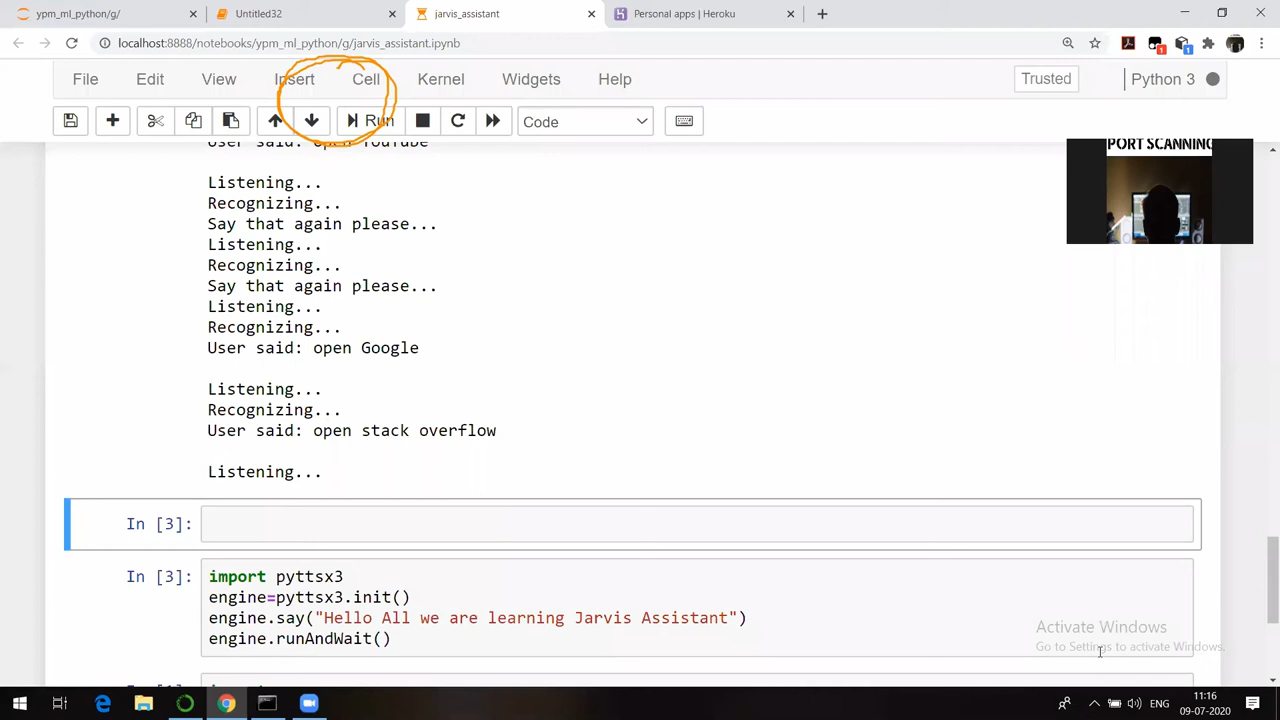 ypm_ml_python/g/
Untitled32
jarvis_assistant
Personal apps | Heroku
localhost:8888/notebooks/ypm_ml_python/g/jarvis_assistant.ipynb
File Edit View Insert Cell Kernel Widgets Help
Trusted
Python 3
Run
Code
User said: open YouTube
PORT SCANNING
Listening...
Recognizing...
Say that again please...
Listening...
Recognizing...
Say that again please...
Listening...
Recognizing...
User said: open Google
Listening...
Recognizing...
User said: open stack overflow
Listening...
In [3]:
In [3]:
import pyttsx3
engine=pyttsx3.init()
engine.say("Hello All we are learning Jarvis Assistant")
engine.runAndWait()
Activate Windows
Go to Settings to activate Windows.
ENG
11:16
09-07-2020